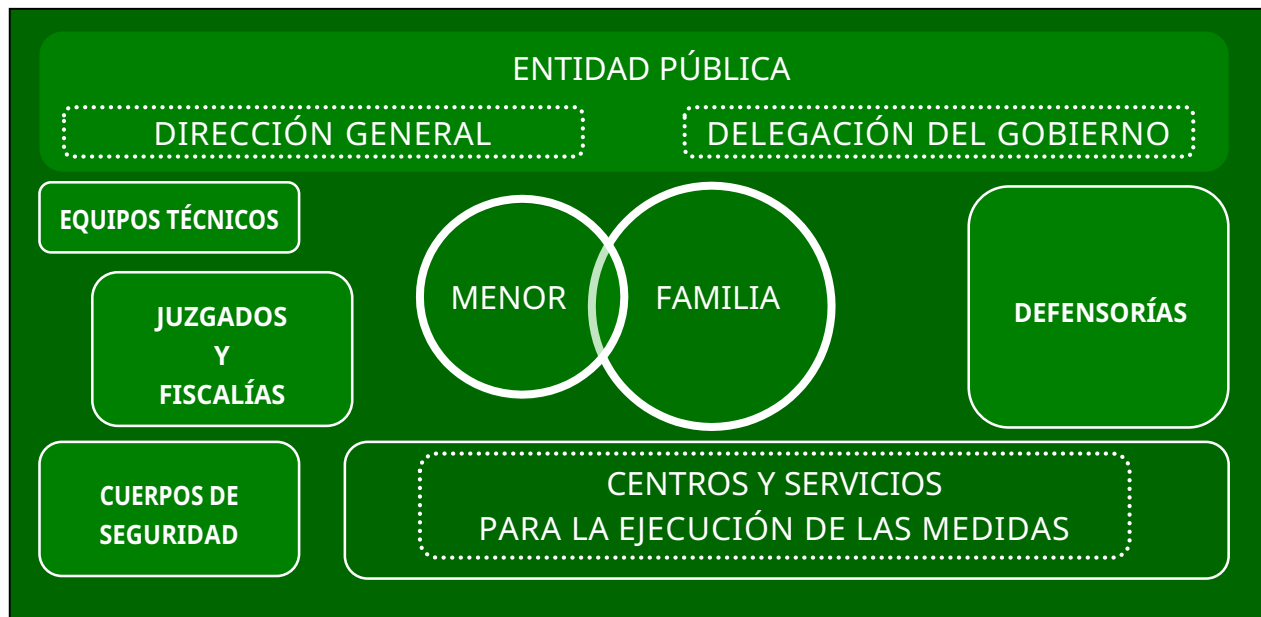 ENTIDAD PÚBLICA
DIRECCIÓN GENERAL
DELEGACIÓN DEL GOBIERNO
EQUIPOS TÉCNICOS
JUZGADOS
Y
FISCALÍAS
MENOR
FAMILIA
DEFENSORÍAS
CUERPOS DE
SEGURIDAD
CENTROS Y SERVICIOS
PARA LA EJECUCIÓN DE LAS MEDIDAS